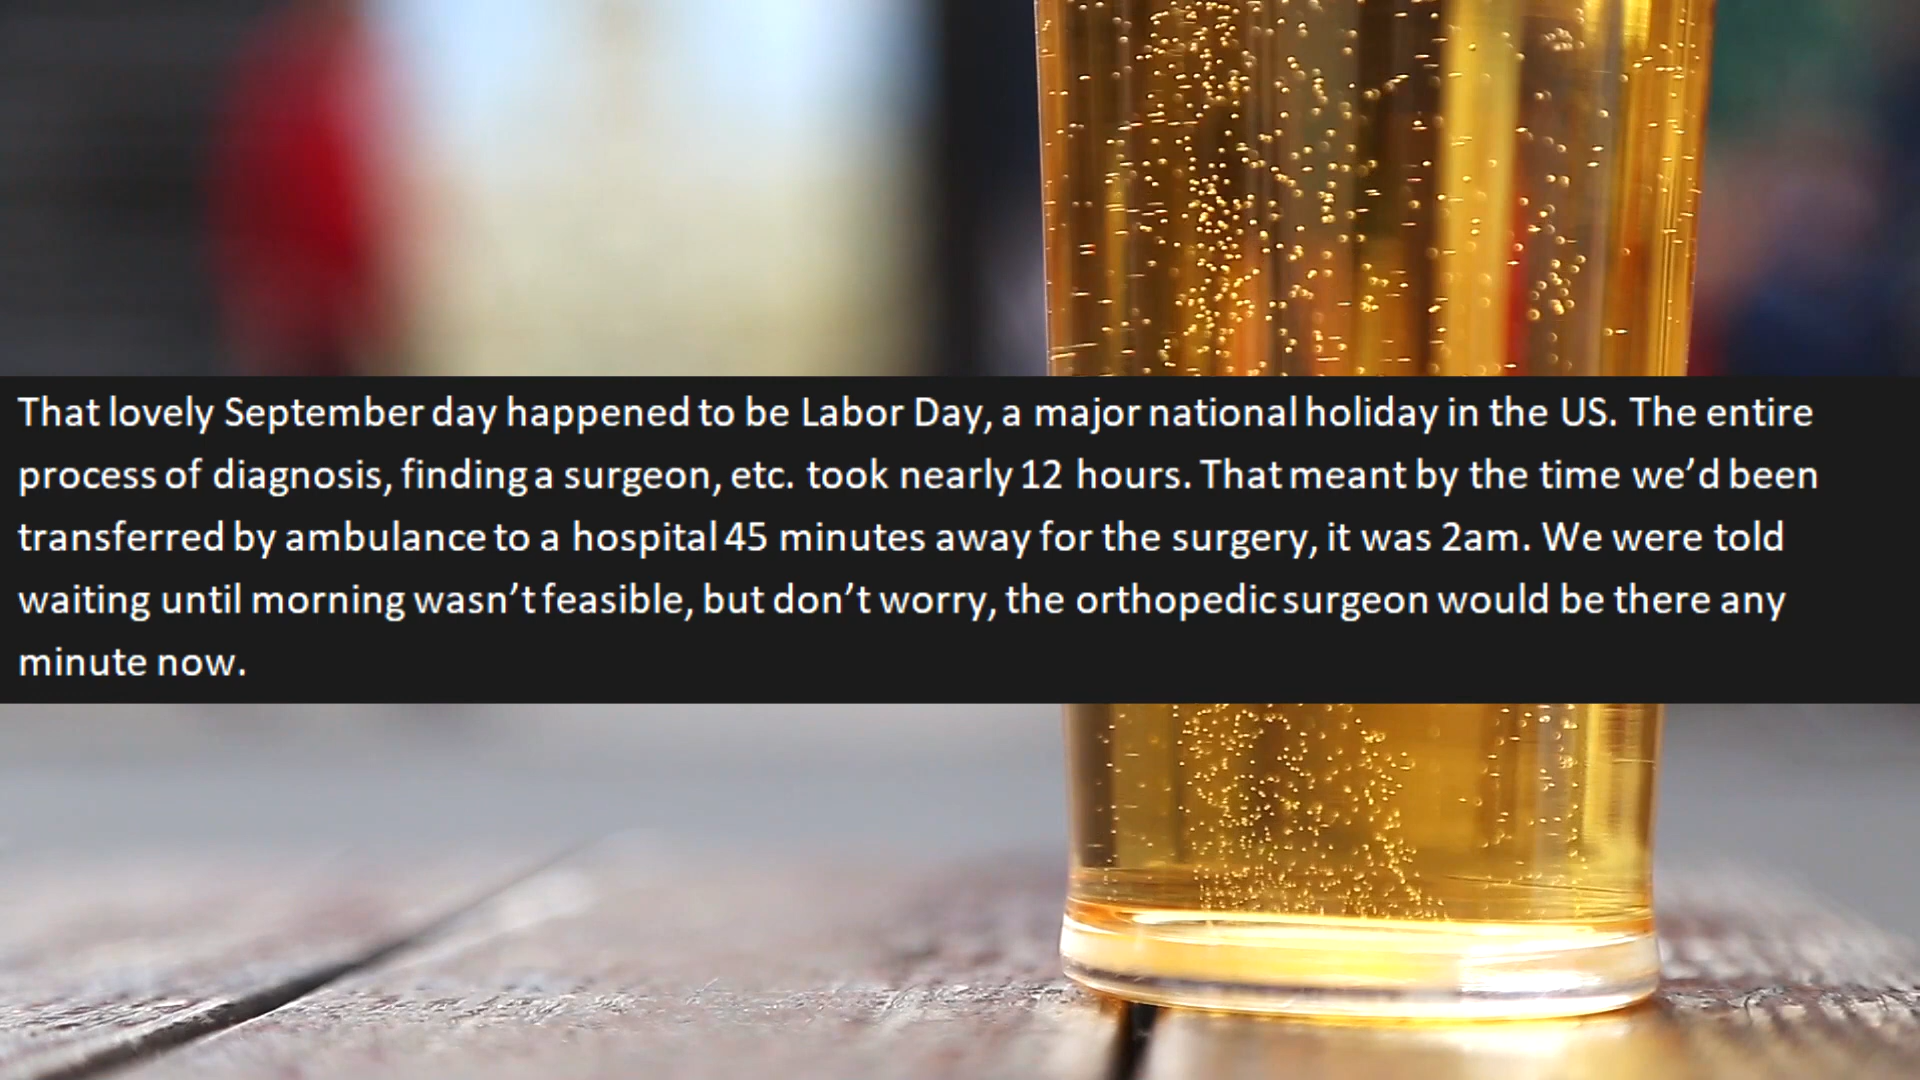 That lovely September day happened to be Labor Day, a major national holiday in the US. The entire
process of diagnosis, finding a surgeon, etc. took nearly 12 hours. That meant by the time we’d been
transferred by ambulance to a hospital 45 minutes away for the surgery, it was 2am. We were told
waiting until morning wasn’t feasible, but don’t worry, the orthopedic surgeon would be there any
minute now.